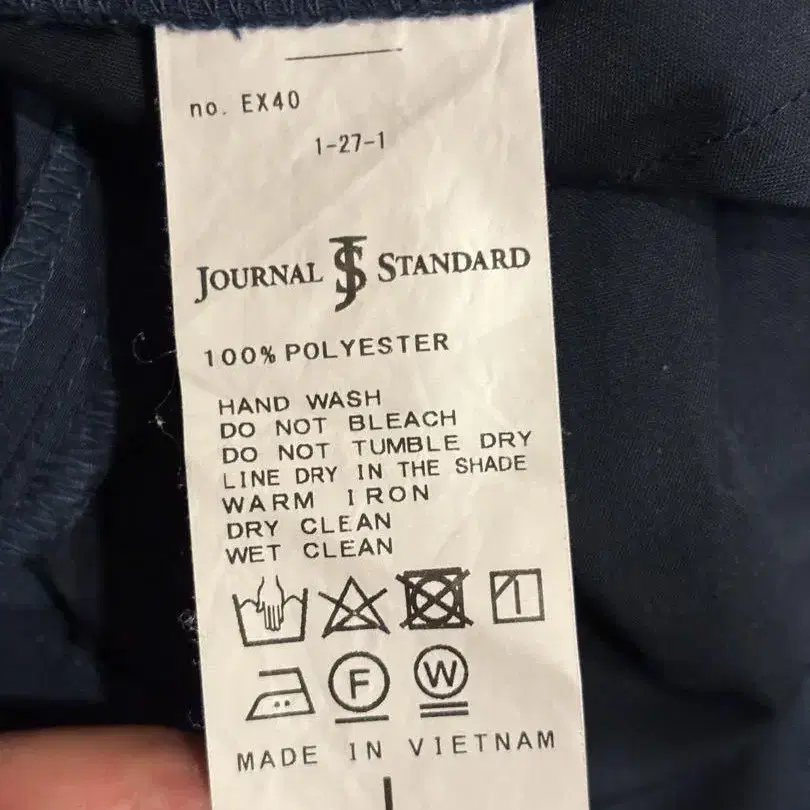 no. EX40
1-27-1
JOURNAL JS STANDARD
100% POLYESTER
HAND WASH
DO NOT BLEACH
DO NOT TUMBLE DRY
LINE DRY IN THE SHADE
WARM IRON
DRY CLEAN
WET CLEAN
F W
MADE IN VIETNAM